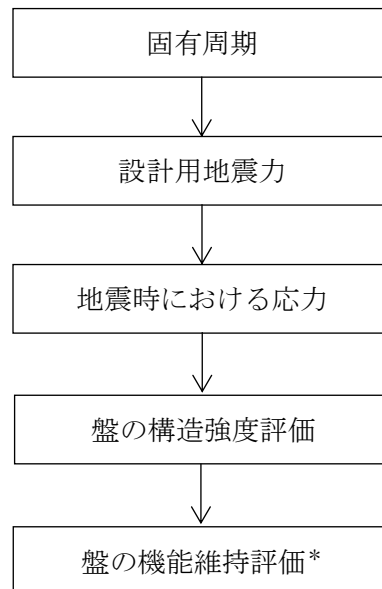 固有周期
設計用地震力
地震時における応力
盤の構造強度評価
盤の機能維持評価*